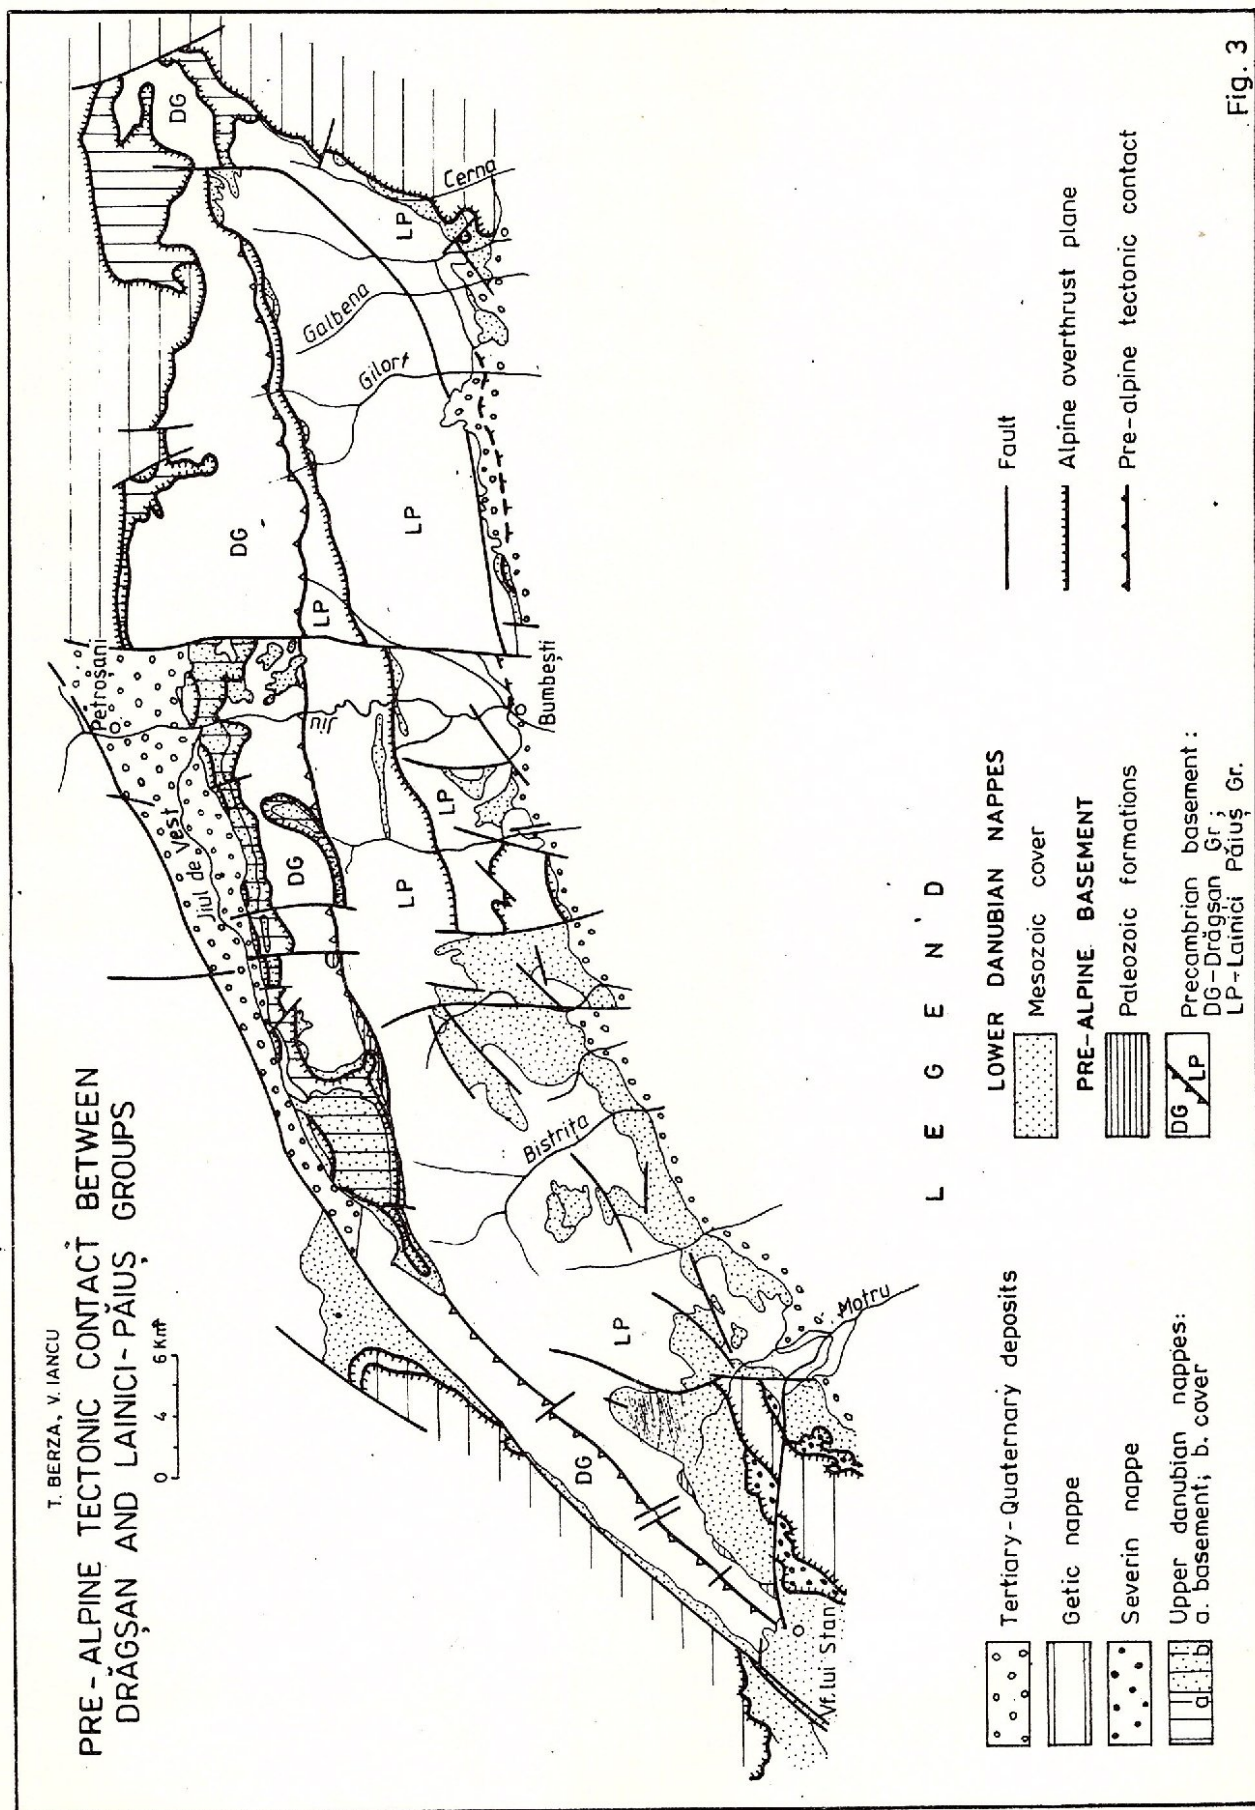 T. BERZA, V. IANCU
PRE-ALPINE TECTONIC CONTACT BETWEEN
DRĂGȘAN AND LAINICI-PĂIUȘ GROUPS
0 4 6 Km
Petroșani
Jiul de Vest
Jiu
Bumbești
Gilort
Galbena
Cerna
Bistrița
Motru
Vf. lui Stan
DG
DG
DG
DG
LP
LP
LP
LP
LP
LP
L E G E N D
Tertiary-Quaternary deposits
Getic nappe
Severin nappe
a. b
Upper danubian nappes:
a. basement; b. cover
LOWER DANUBIAN NAPPES
Mesozoic cover
PRE-ALPINE BASEMENT
Paleozoic formations
DG LP
Precambrian basement:
DG-Drăgșan Gr;
LP-Lainici Păiuș Gr.
Fault
Alpine overthrust plane
Pre-alpine tectonic contact
Fig. 3